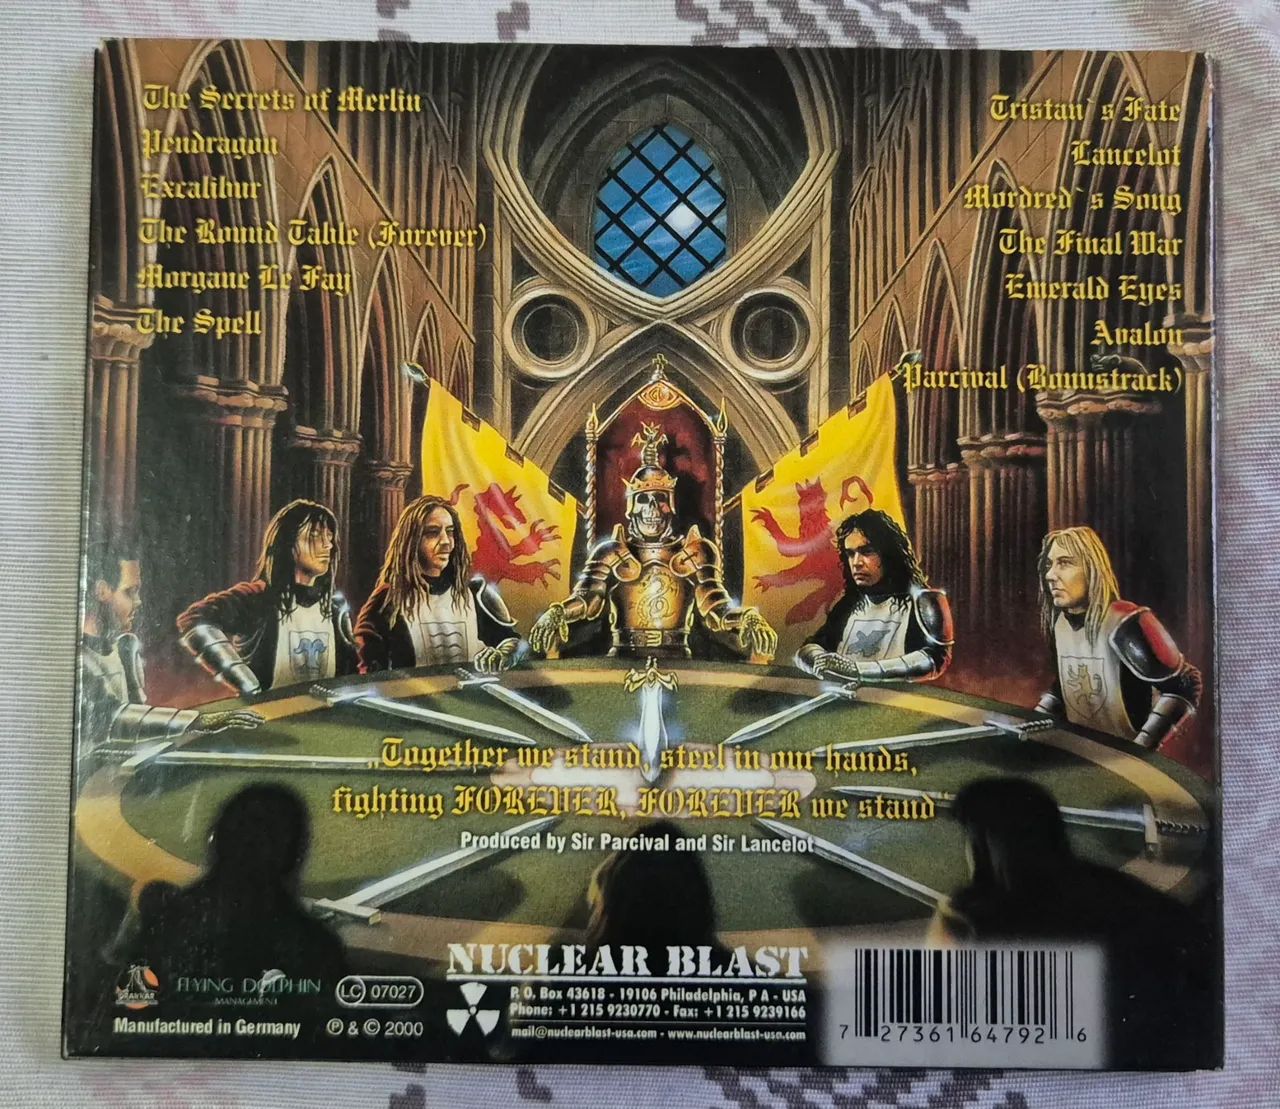 The Secrets of Merlin
Pendragon
Excalibur
The Round Table (Forever)
Morgane Le Fay
The Spell
Tristan`s Fate
Lancelot
Mordred`s Song
The Final War
Emerald Eyes
Avalon
Parcival (Bonustrack)
„Together we stand, steel in our hands,
fighting FOREVER, FOREVER we stand“
Produced by Sir Parcival and Sir Lancelot
DRAKKAR
FLYING DOLPHIN
MANAGEMENT
LC 07027
Manufactured in Germany
℗ & © 2000
NUCLEAR BLAST
P. O. Box 43618 - 19106 Philadelphia, P A - USA
Phone: +1 215 9230770 - Fax: +1 215 9239166
mail@nuclearblast-usa.com - www.nuclearblast-usa.com
7 27361 64792 6